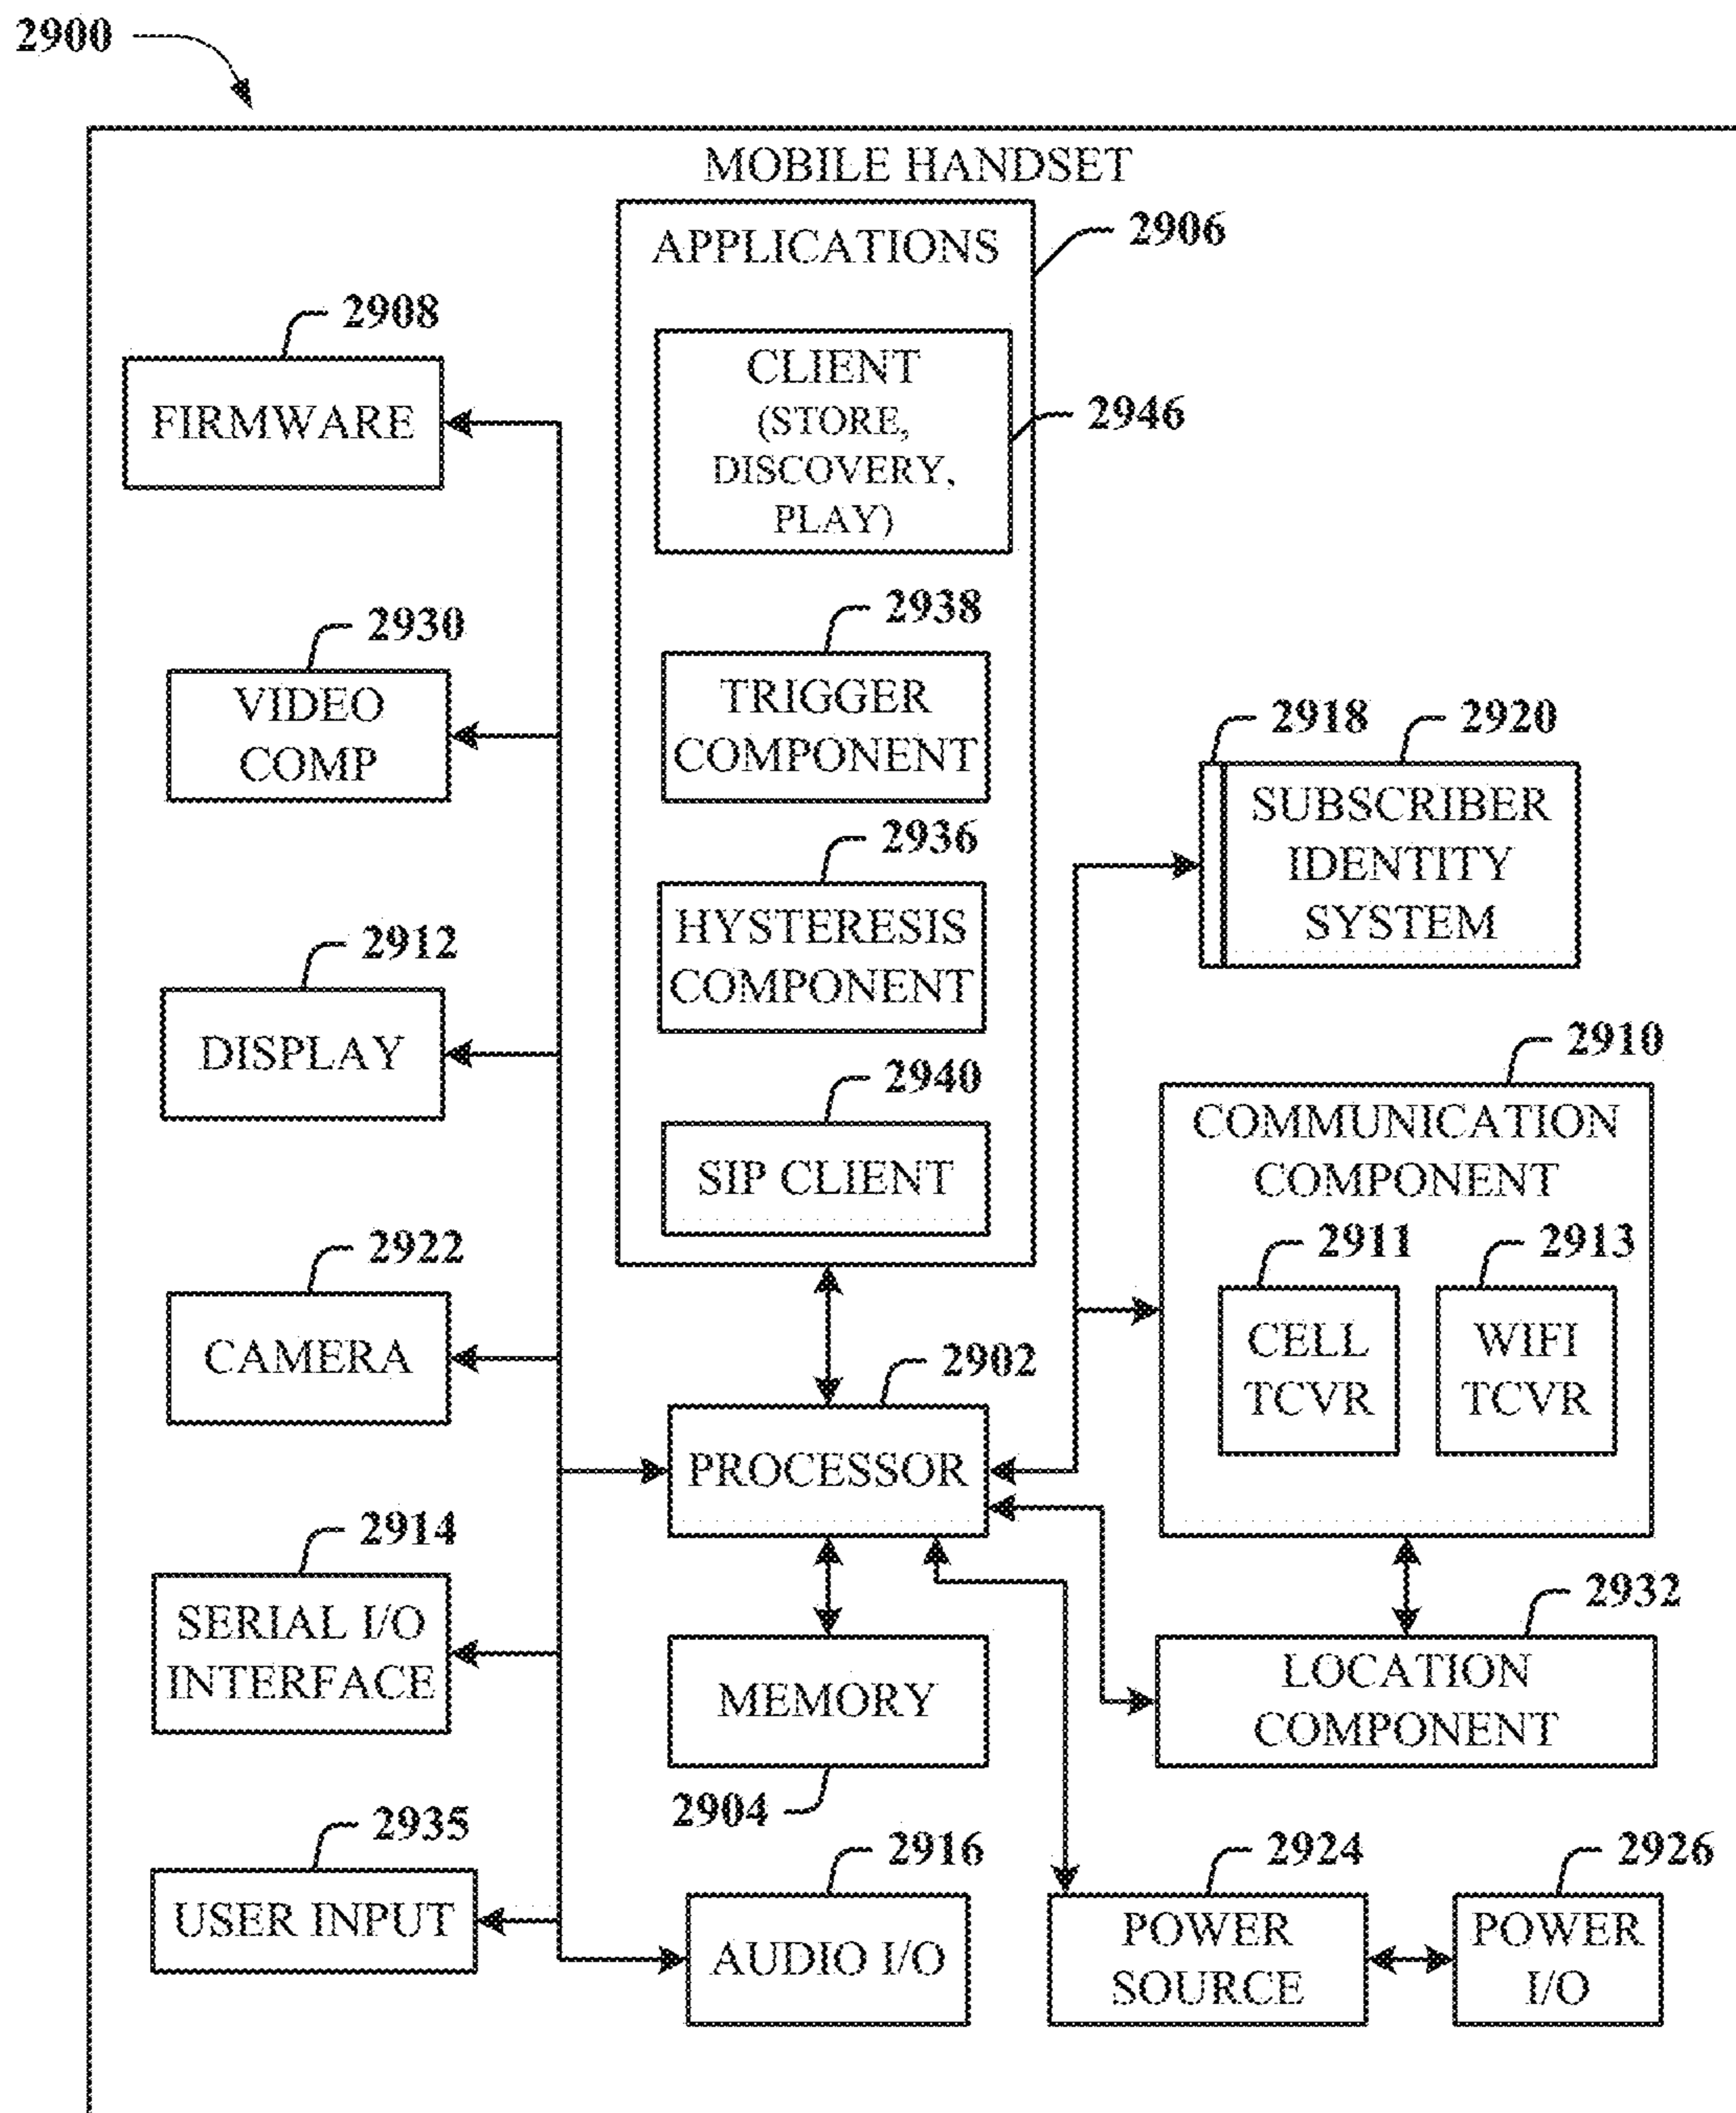 2900
MOBILE HANDSET
APPLICATIONS
2906
2908
FIRMWARE
CLIENT
(STORE,
DISCOVERY,
PLAY)
2946
2930
VIDEO
COMP
2938
TRIGGER
COMPONENT
2918
2920
SUBSCRIBER
IDENTITY
SYSTEM
2936
HYSTERESIS
COMPONENT
2912
DISPLAY
2940
SIP CLIENT
2910
COMMUNICATION
COMPONENT
2911
CELL
TCVR
2913
WIFI
TCVR
2922
CAMERA
2902
PROCESSOR
2914
SERIAL I/O
INTERFACE
MEMORY
2904
2932
LOCATION
COMPONENT
2935
USER INPUT
2916
AUDIO I/O
2924
POWER
SOURCE
2926
POWER
I/O